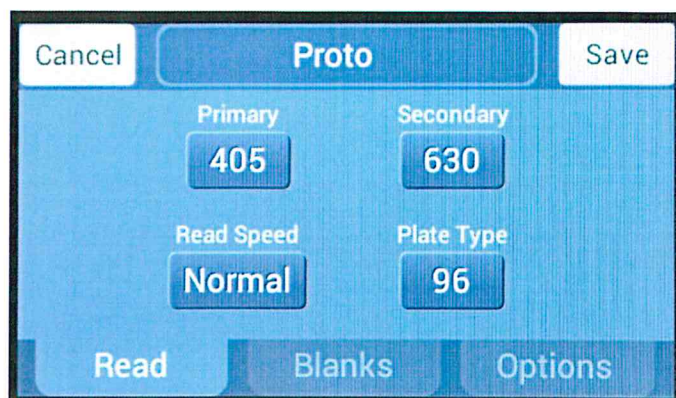 Cancel Proto Save
Primary Secondary
405 630
Read Speed Plate Type
Normal 96
Read Blanks Options